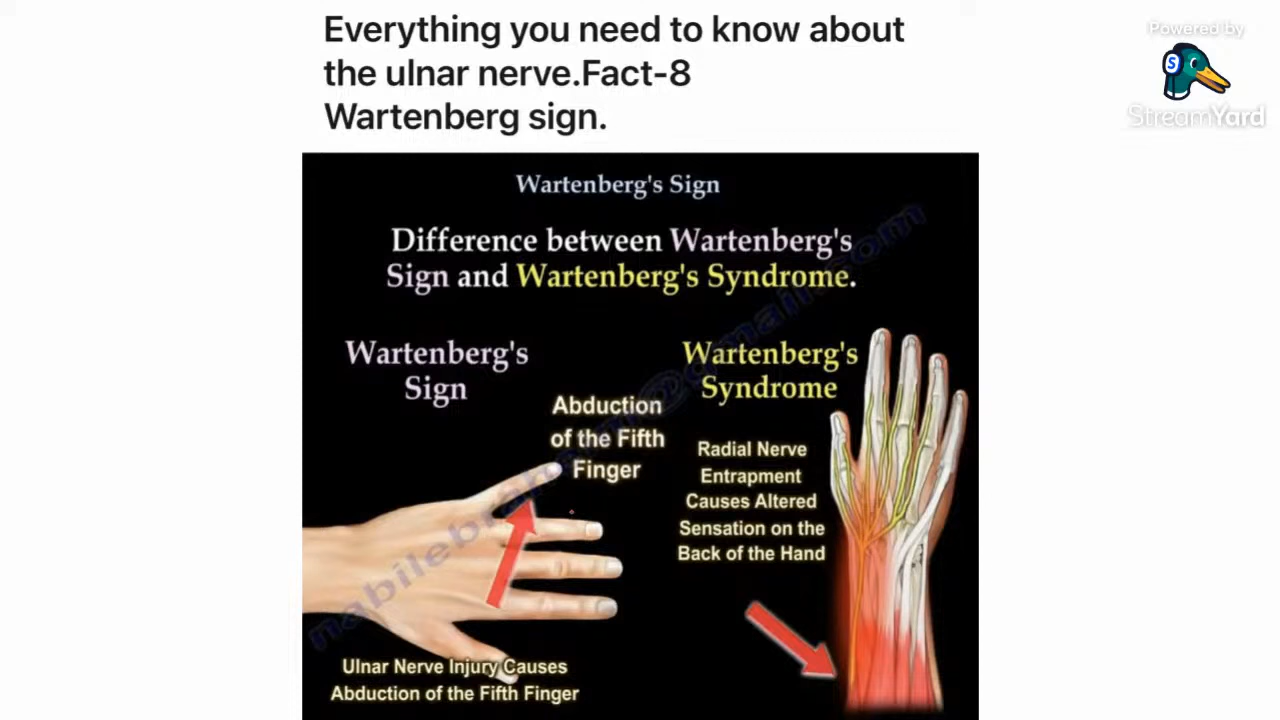 Everything you need to know about
the ulnar nerve.Fact-8
Wartenberg sign.
Powered by
S
StreamYard
Wartenberg's Sign
Difference between Wartenberg's
Sign and Wartenberg's Syndrome.
Wartenberg's
Sign
Abduction
of the Fifth
Finger
Ulnar Nerve Injury Causes
Abduction of the Fifth Finger
Wartenberg's
Syndrome
Radial Nerve
Entrapment
Causes Altered
Sensation on the
Back of the Hand